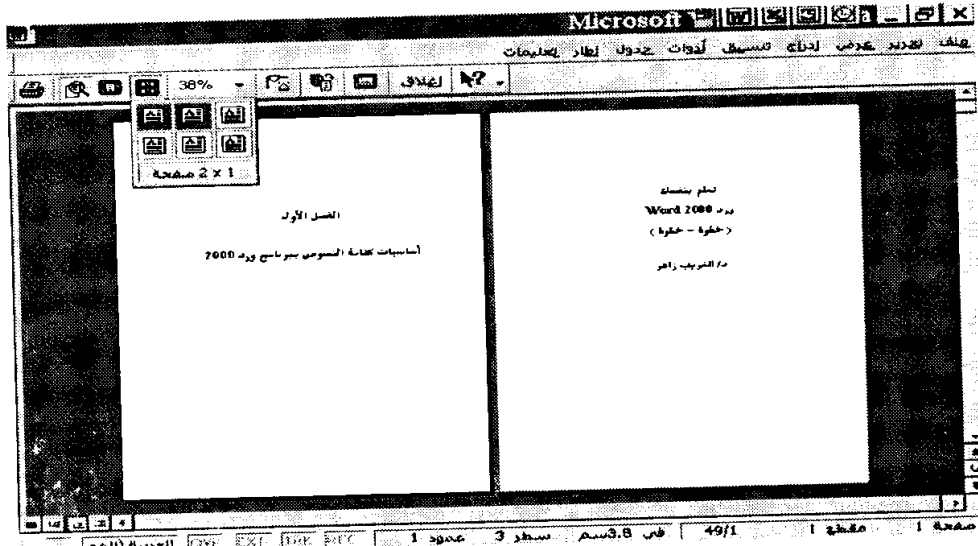 Microsoft
ملف تحرير عرض إدراج تنسيق أدوات جدول إطار تعليمات
38% إغلاق
1 x 2 صفحة
تعلم بنفسك
ورد Word 2000
( خطوة - خطوة )
د/ الغريب زاهر
الفصل الأول
أساسيات كتابة النصوص ببرنامج ورد 2000
صفحة 1 مقطع 1 49/1 في 3.8سم سطر 3 عمود 1